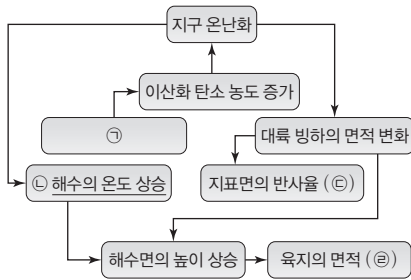 지구 온난화
이산화 탄소 농도 증가
㉠
대륙 빙하의 면적 변화
㉡ 해수의 온도 상승
지표면의 반사율 (㉢)
해수면의 높이 상승
육지의 면적 (㉣)